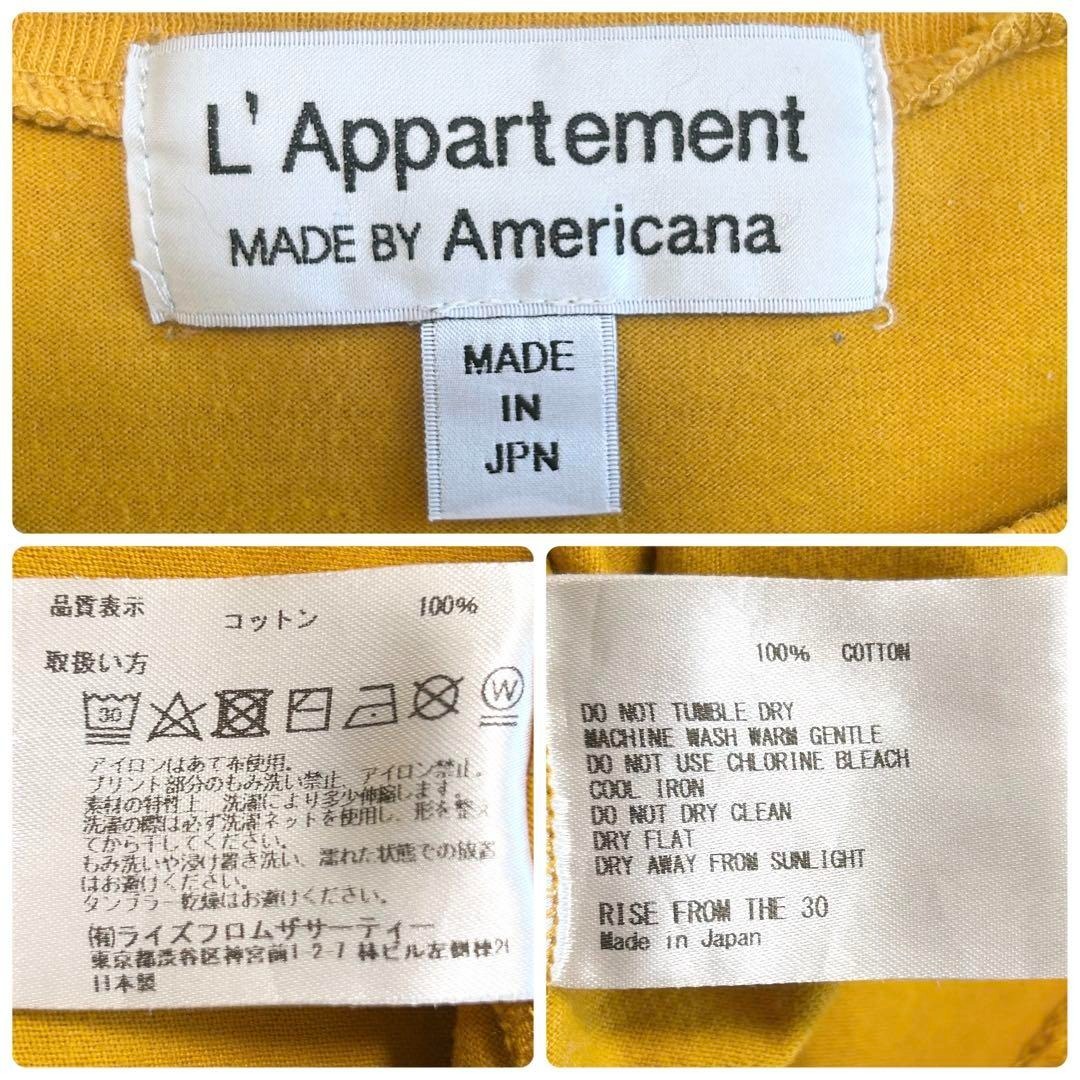 L'Appartement
MADE BY Americana
MADE
IN
JPN
品質表示 コットン 100%
取扱い方
30 W
アイロンはあて布使用。
プリント部分のもみ洗い禁止、アイロン禁止。
素材の特性上、洗濯により多少伸縮します。
洗濯の際は必ず洗濯ネットを使用し、形を整え
てから干してください。
もみ洗いや浸け置き洗い、濡れた状態での放置
はお避けください。
タンブラー乾燥はお避けください。
(有)ライズフロムザサーティー
東京都渋谷区神宮前1-2-7 林ビル左側棟
日本製
100% COTTON
DO NOT TUMBLE DRY
MACHINE WASH WARM GENTLE
DO NOT USE CHLORINE BLEACH
COOL IRON
DO NOT DRY CLEAN
DRY FLAT
DRY AWAY FROM SUNLIGHT
RISE FROM THE 30
Made in Japan